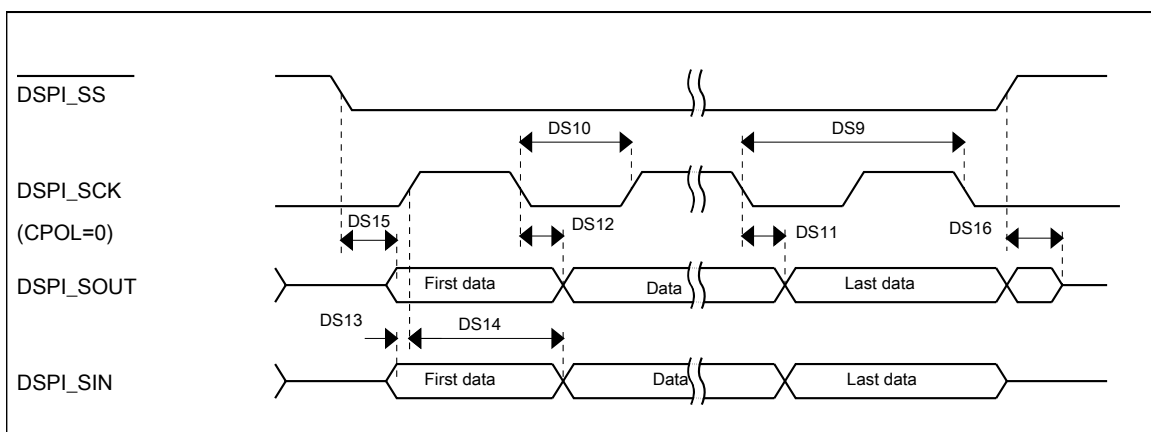 DSPI_SS
DS10
DS9
DSPI_SCK
(CPOL=0)
DS15
DS12
DS11
DS16
DSPI_SOUT
First data
Data
Last data
DS13
DS14
DSPI_SIN
First data
Data
Last data